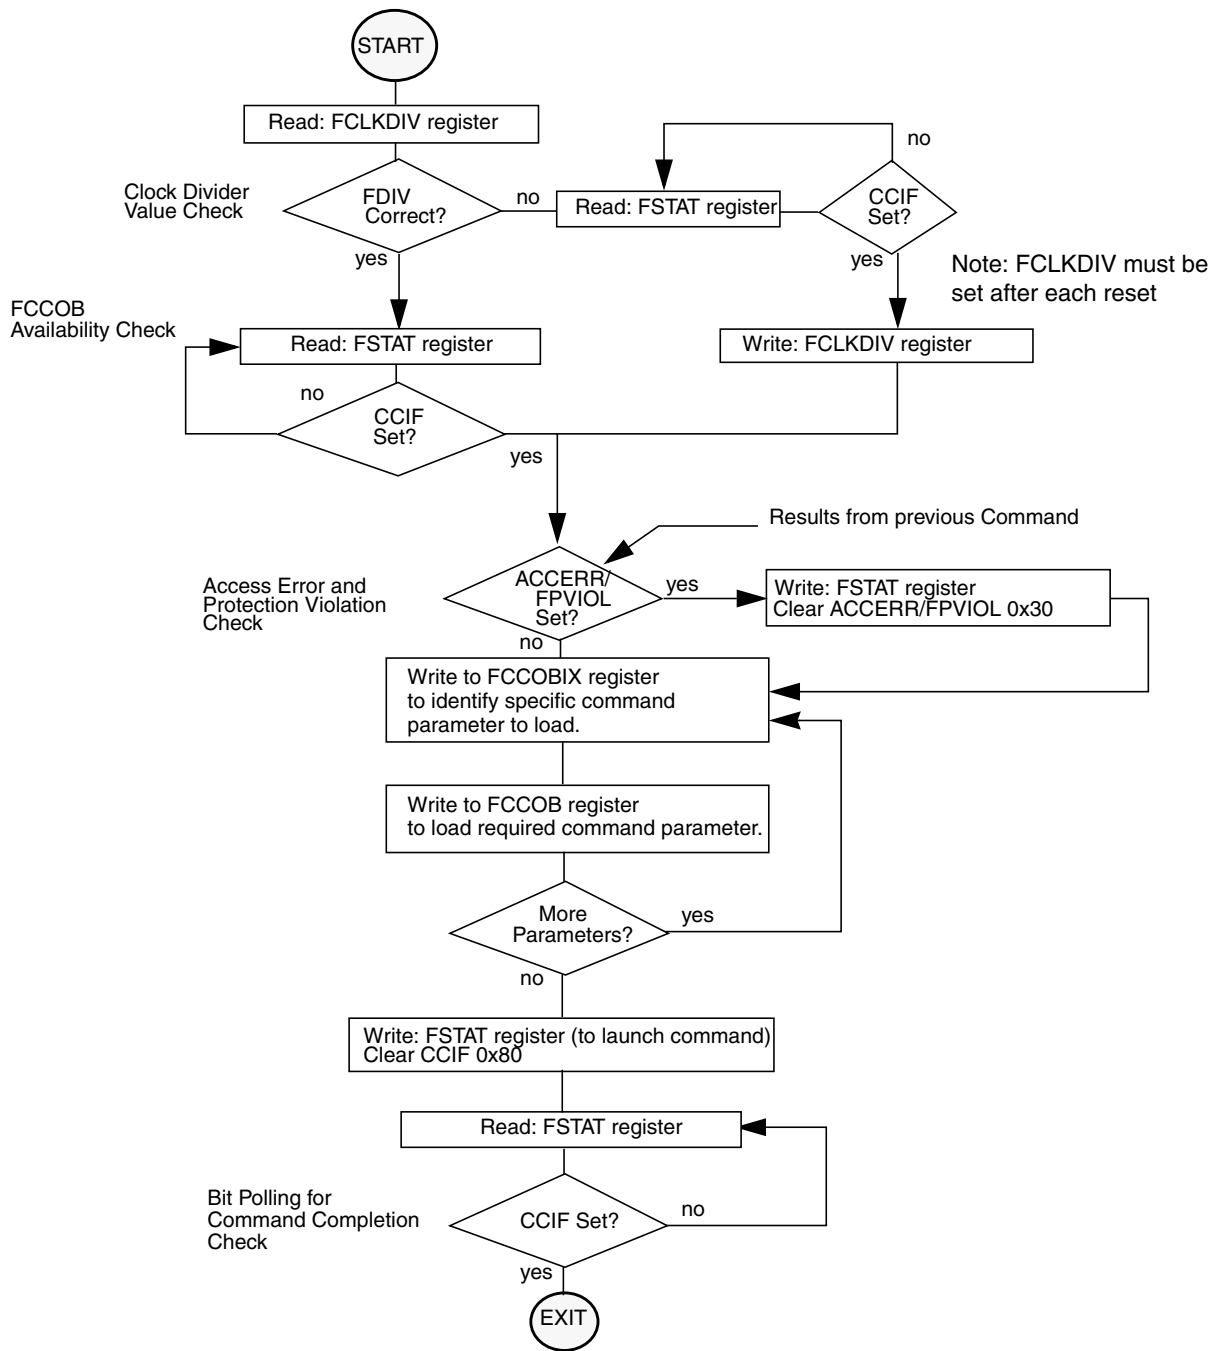 START
Read: FCLKDIV register
Clock Divider
Value Check
FDIV
Correct?
no
Read: FSTAT register
CCIF
Set?
no
yes
yes
Note: FCLKDIV must be
set after each reset
FCCOB
Availability Check
Read: FSTAT register
Write: FCLKDIV register
no
CCIF
Set?
yes
Results from previous Command
Access Error and
Protection Violation
Check
ACCERR/
FPVIOL
Set?
yes
Write: FSTAT register
Clear ACCERR/FPVIOL 0x30
no
Write to FCCOBIX register
to identify specific command
parameter to load.
Write to FCCOB register
to load required command parameter.
More
Parameters?
yes
no
Write: FSTAT register (to launch command)
Clear CCIF 0x80
Read: FSTAT register
Bit Polling for
Command Completion
Check
CCIF Set?
no
yes
EXIT